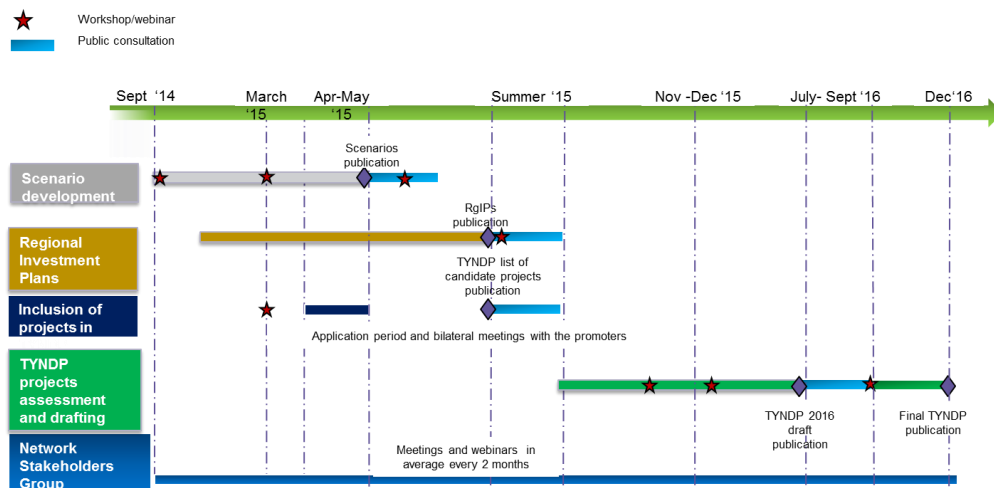 Workshop/webinar
Public consultation
Sept ‘14
March
‘15
Apr-May
‘15
Summer ‘15
Nov -Dec ‘15
July- Sept ‘16
Dec‘16
Scenarios
publication
Scenario
development
RgIPs
publication
Regional
Investment
Plans
TYNDP list of
candidate projects
publication
Inclusion of
projects in
Application period and bilateral meetings with the promoters
TYNDP
projects
assessment
and drafting
TYNDP 2016
draft
publication
Final TYNDP
publication
Network
Stakeholders
Group
Meetings and webinars in
average every 2 months